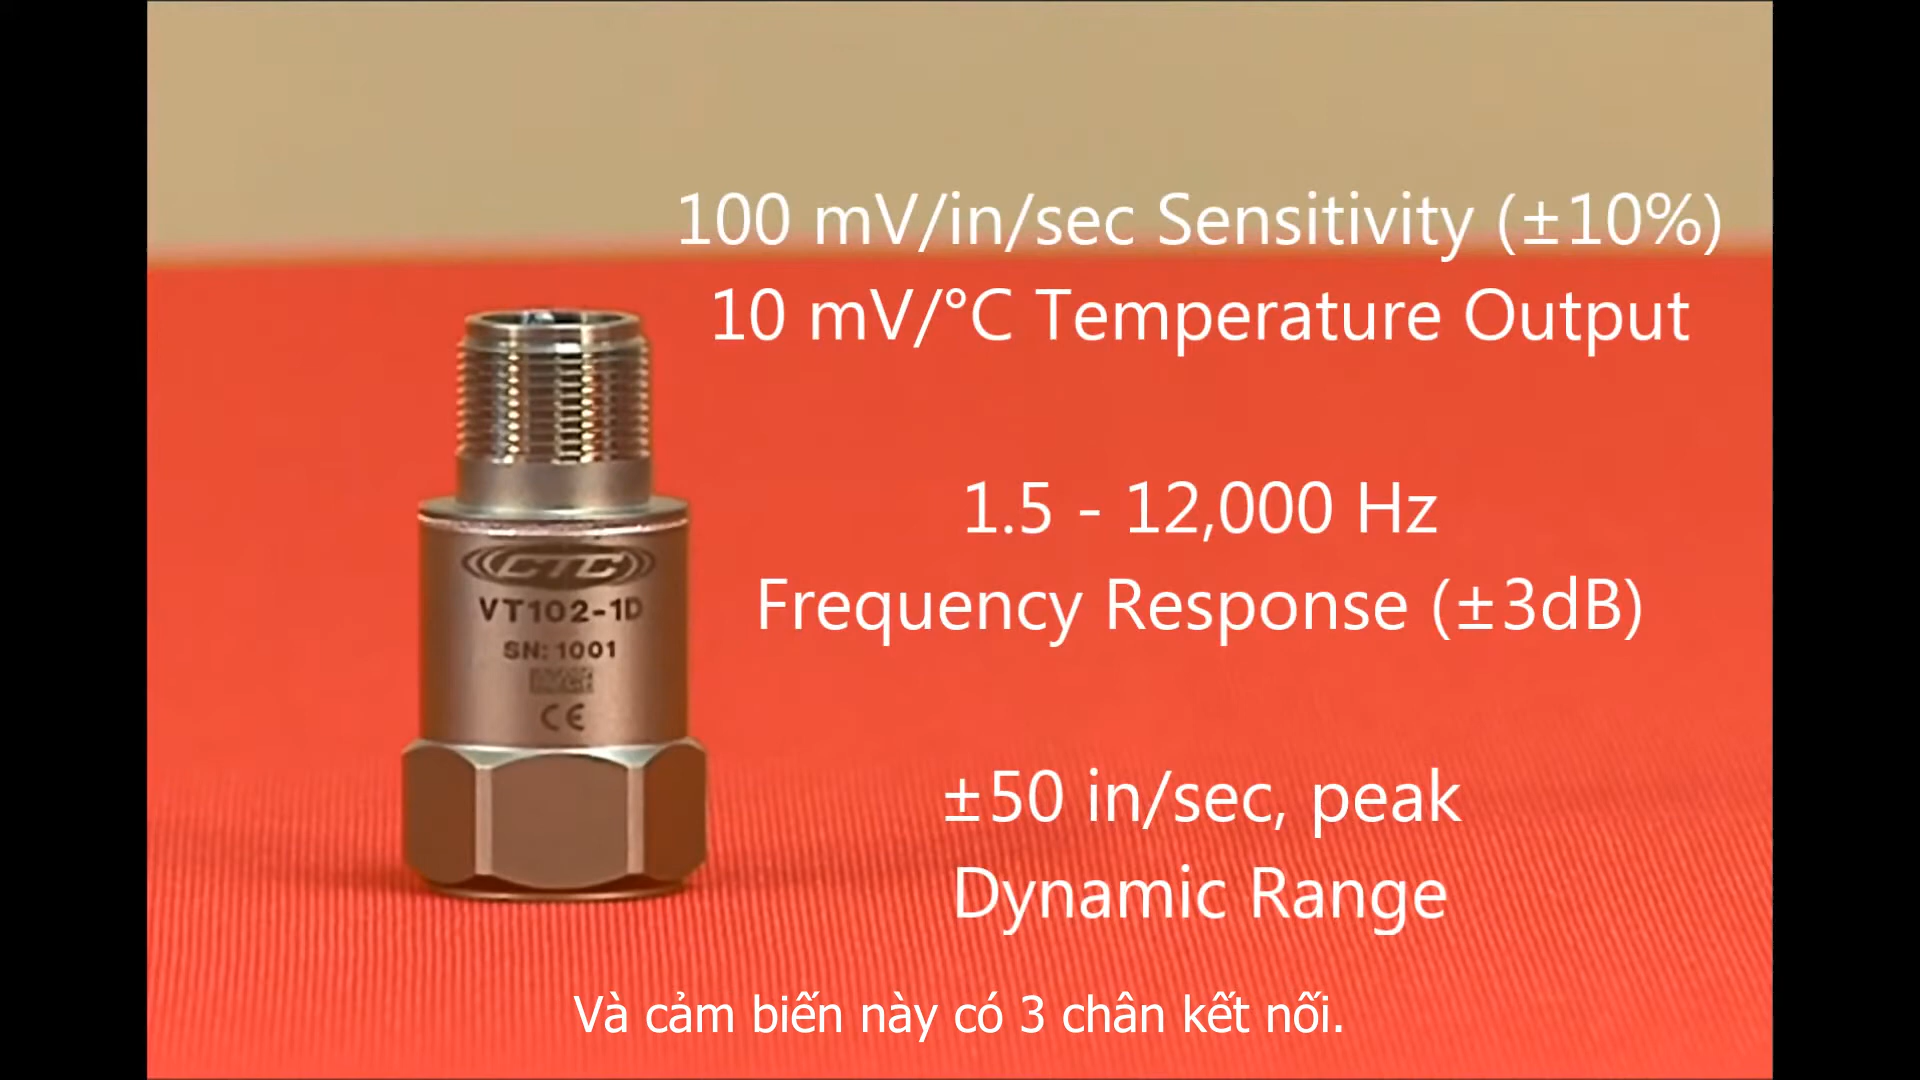 100 mV/in/sec Sensitivity (±10%)
10 mV/°C Temperature Output
1.5 - 12,000 Hz
Frequency Response (±3dB)
±50 in/sec, peak
Dynamic Range
CTC
VT102-1D
SN: 1001
CE
Và cảm biến này có 3 chân kết nối.